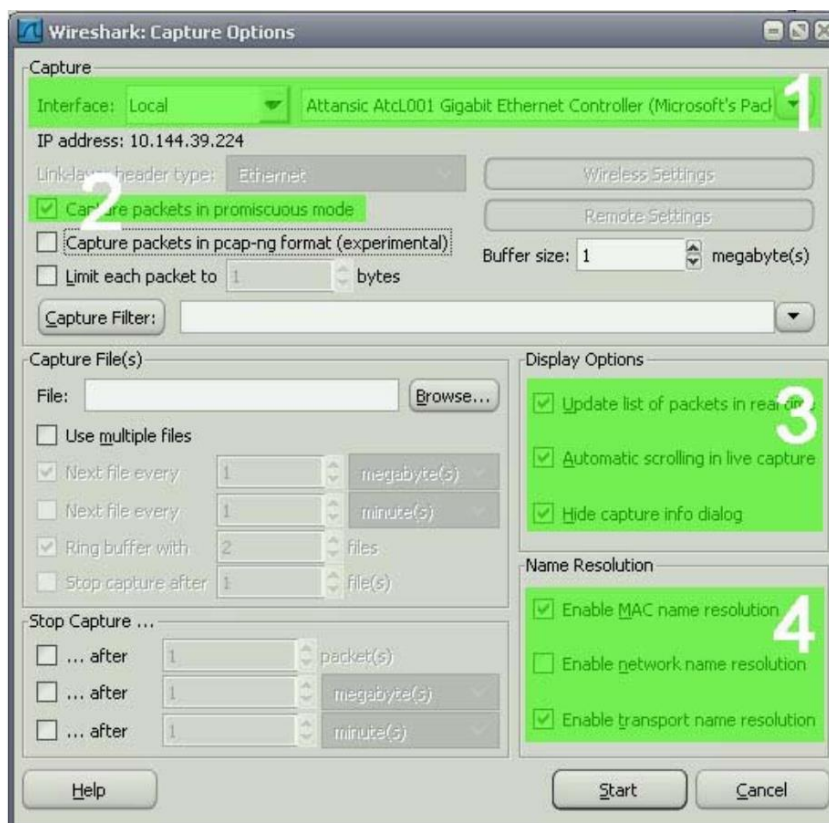 Wireshark: Capture Options
Capture
1
Interface: Local Attansic AtcL001 Gigabit Ethernet Controller (Microsoft's Pac
IP address: 10.144.39.224
Link-layer header type: Ethernet
Wireless Settings
2
Capture packets in promiscuous mode
Remote Settings
Capture packets in pcap-ng format (experimental)
Buffer size: 1 megabyte(s)
Limit each packet to 1 bytes
Capture Filter:
Capture File(s)
File: Browse...
Use multiple files
Next file every 1 megabyte(s)
Next file every 1 minute(s)
Ring buffer with 2 files
Stop capture after 1 file(s)
Stop Capture ...
... after 1 packet(s)
... after 1 megabyte(s)
... after 1 minute(s)
Display Options
3
Update list of packets in real time
Automatic scrolling in live capture
Hide capture info dialog
Name Resolution
4
Enable MAC name resolution
Enable network name resolution
Enable transport name resolution
Help
Start
Cancel